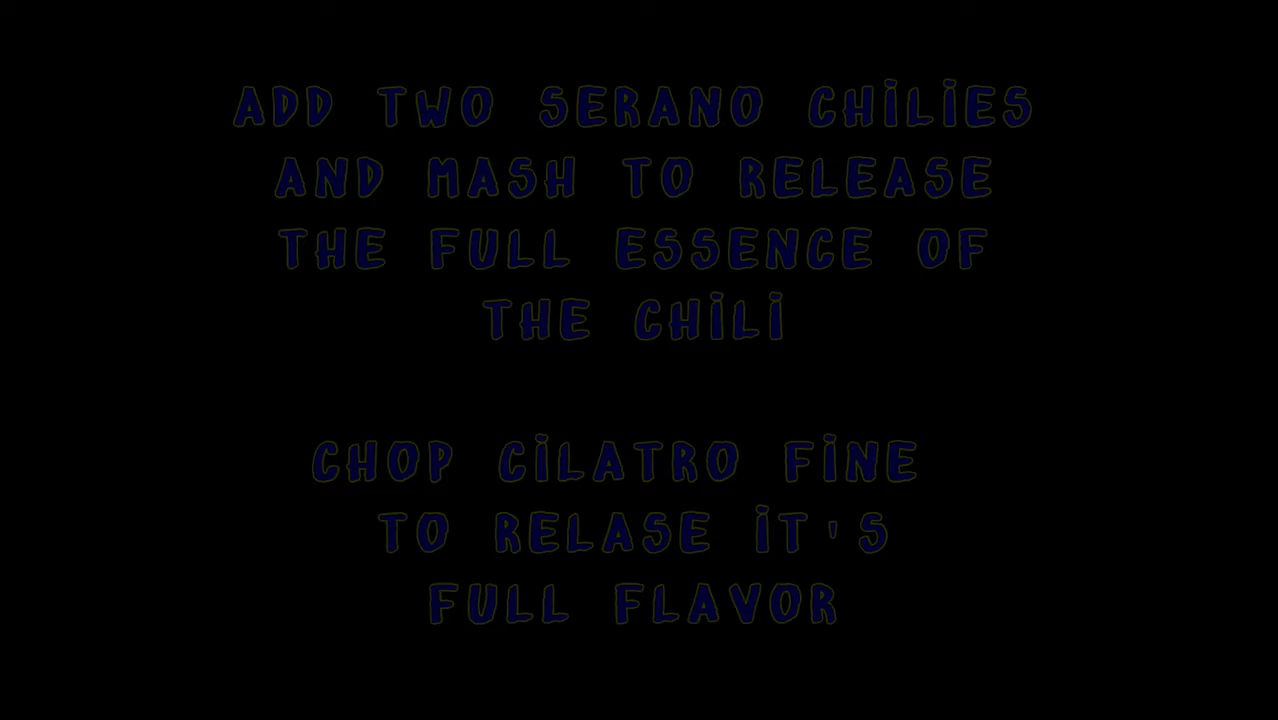 ADD TWO SERANO CHILIES
AND MASH TO RELEASE
THE FULL ESSENCE OF
THE CHILI
CHOP CILATRO FINE
TO RELASE IT'S
FULL FLAVOR